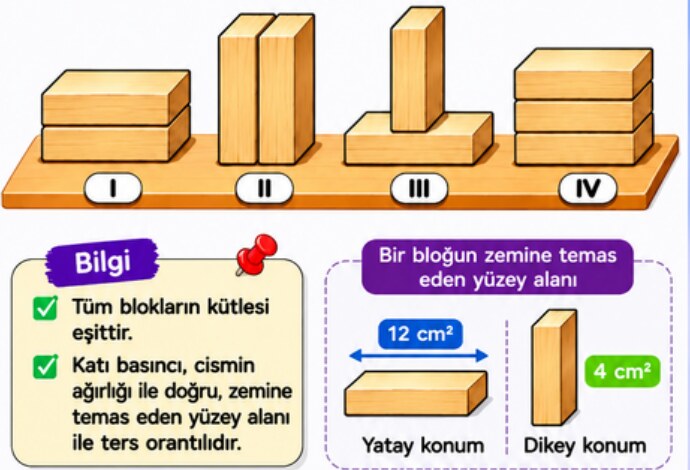 I
II
III
IV
Bilgi
Tüm blokların kütlesi
eşittir.
Katı basıncı, cismin
ağırlığı ile doğru, zemine
temas eden yüzey alanı
ile ters orantılıdır.
Bir bloğun zemine temas
eden yüzey alanı
12 cm²
4 cm²
Yatay konum
Dikey konum